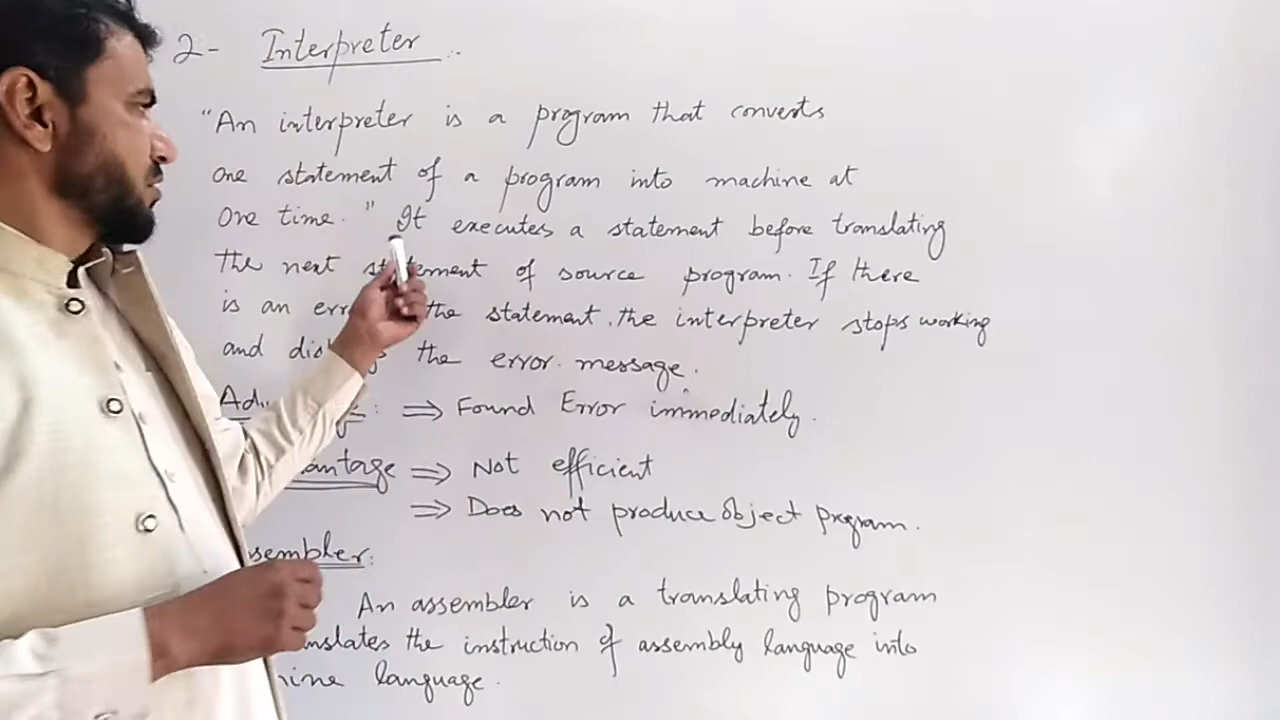 2- Interpreter :-
"An interpreter is a program that converts
one statement of a program into machine at
one time." It executes a statement before translating
the next statement of source program. If there
is an the statement, the interpreter stops working
and the error message.
⇒ Found Error immediately.
⇒ Not efficient
⇒ Does not produce object program.
sembler:
An assembler is a translating program
nslates the instruction of assembly language into
language.